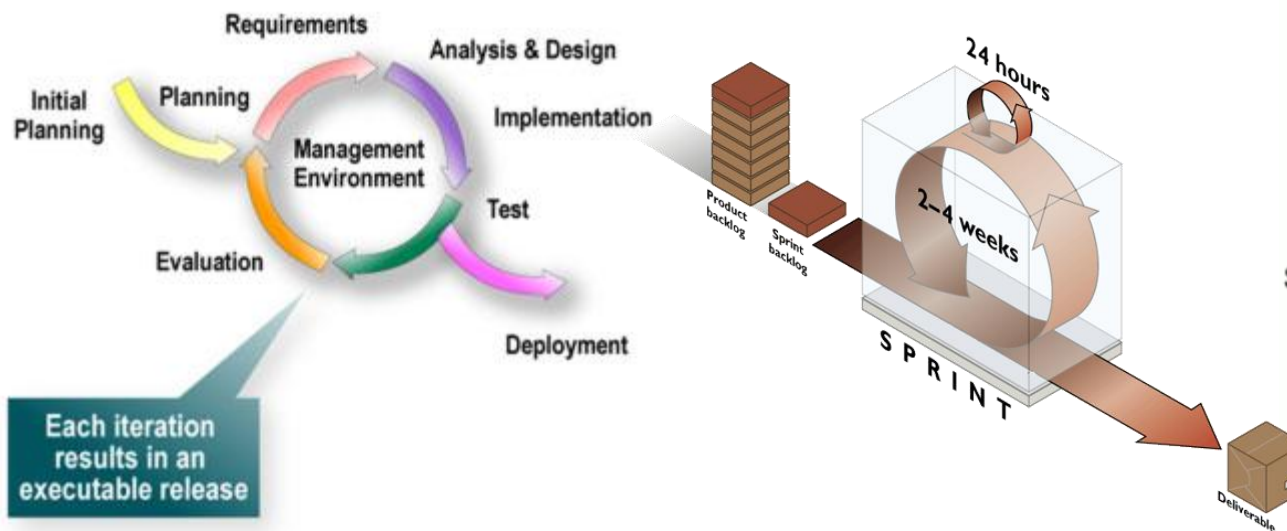 Requirements
Analysis & Design
Initial
Planning
Planning
Implementation
Management
Environment
Test
Evaluation
Deployment
Each iteration
results in an
executable release
24 hours
2–4 weeks
Product
backlog
Sprint
backlog
SPRINT
Deliverable